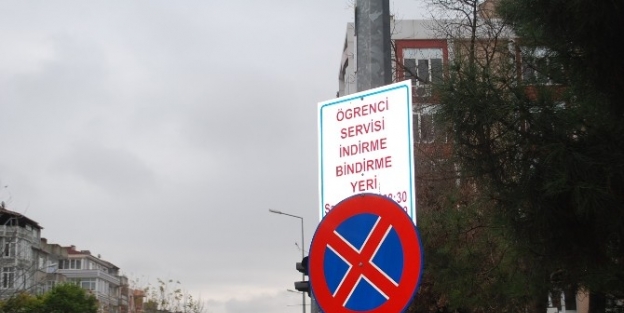 ÖGRENCİ
SERVİSİ
İNDİRME
BİNDİRME
YERİ